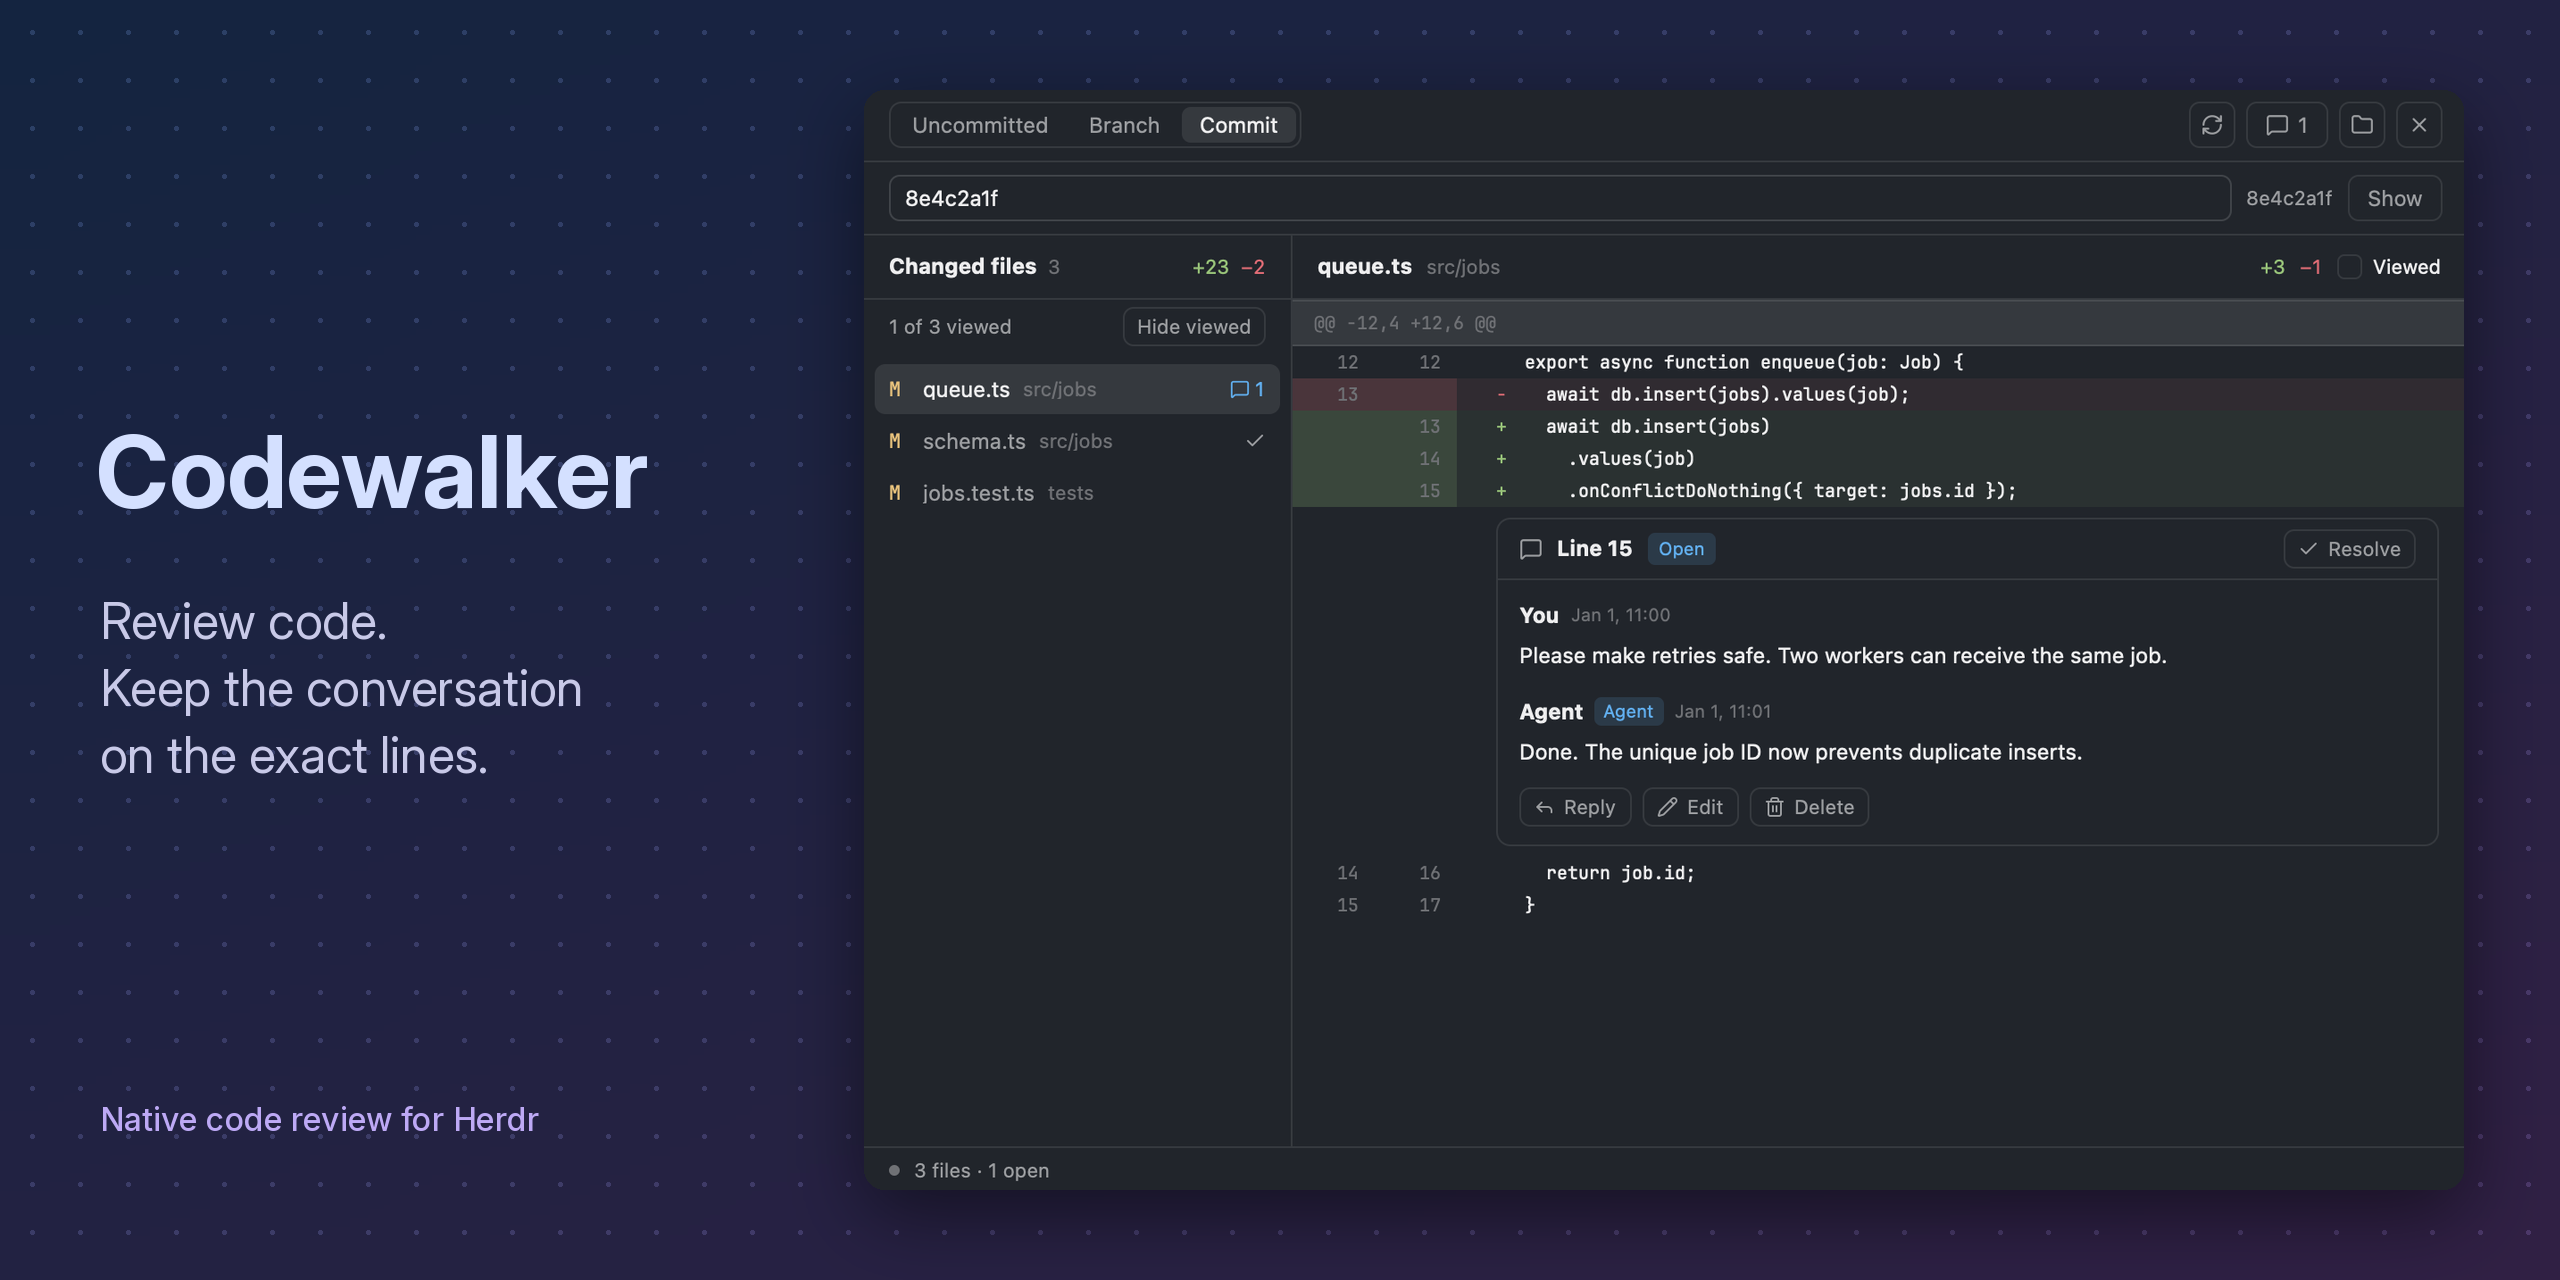 Codewalker
Review code.
Keep the conversation
on the exact lines.
Native code review for Herdr
Uncommitted Branch Commit 1
8e4c2a1f 8e4c2a1f Show
Changed files 3 +23 −2
1 of 3 viewed Hide viewed
M queue.ts src/jobs 1
M schema.ts src/jobs
M jobs.test.ts tests
queue.ts src/jobs +3 −1 Viewed
@@ -12,4 +12,6 @@
12 12 export async function enqueue(job: Job) {
13 - await db.insert(jobs).values(job);
13 + await db.insert(jobs)
14 + .values(job)
15 + .onConflictDoNothing({ target: jobs.id });
Line 15 Open Resolve
You Jan 1, 11:00
Please make retries safe. Two workers can receive the same job.
Agent Agent Jan 1, 11:01
Done. The unique job ID now prevents duplicate inserts.
Reply Edit Delete
14 16 return job.id;
15 17 }
3 files · 1 open